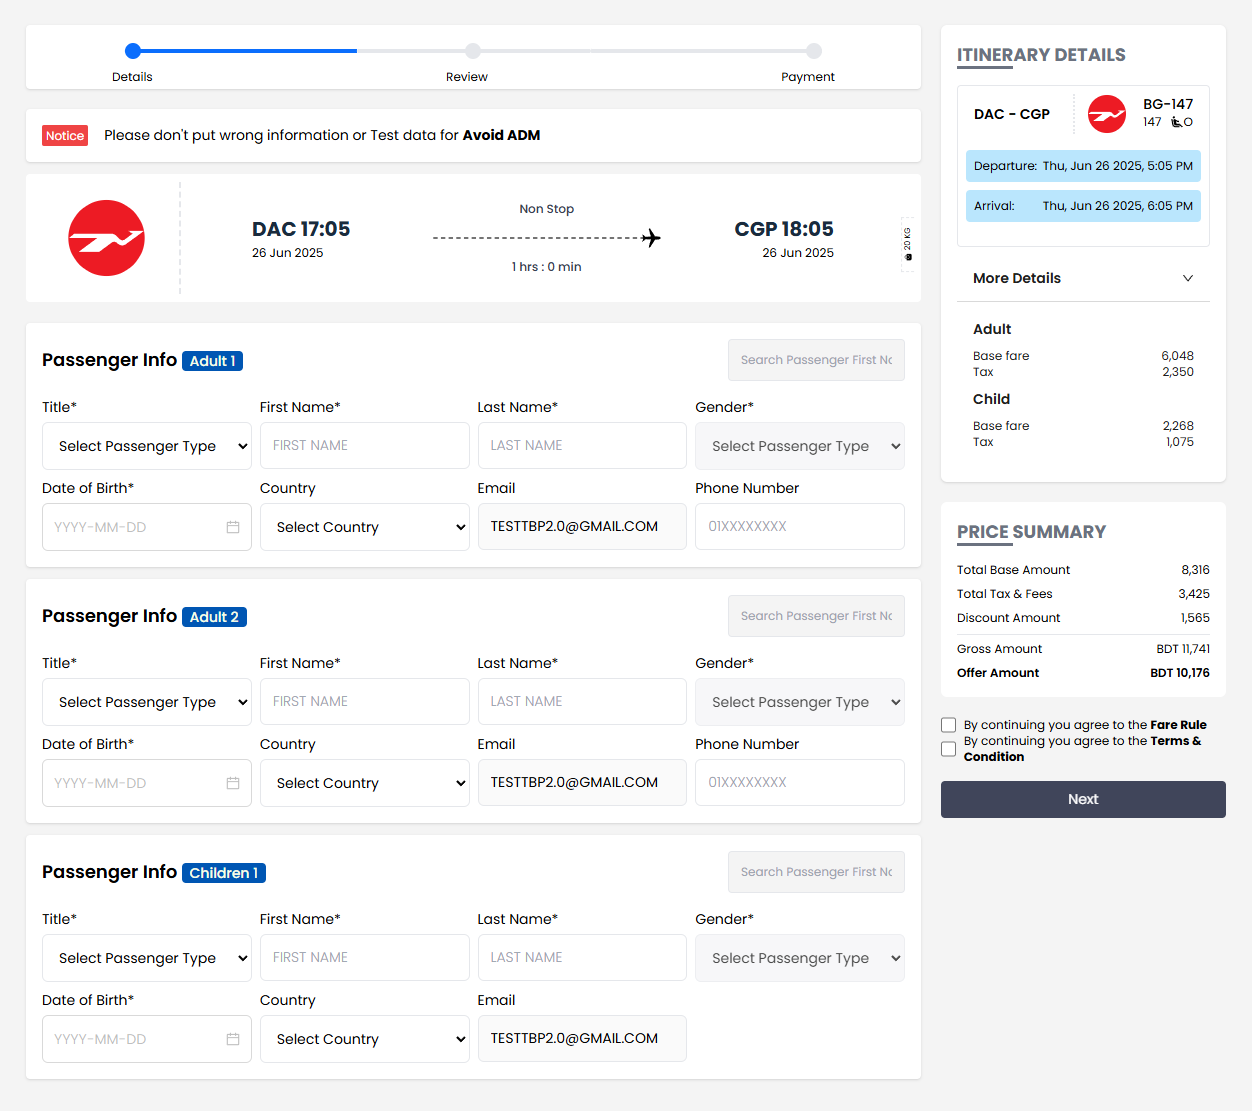 Details
Review
Payment
Notice Please don't put wrong information or Test data for Avoid ADM
Non Stop
DAC 17:05
CGP 18:05
26 Jun 2025
26 Jun 2025
1 hrs : 0 min
20 KG
Passenger Info Adult 1
Search Passenger First Nc
Title* First Name* Last Name* Gender*
Select Passenger Type FIRST NAME LAST NAME Select Passenger Type
Date of Birth* Country Email Phone Number
YYYY-MM-DD Select Country TESTTBP2.0@GMAIL.COM 01XXXXXXXX
Passenger Info Adult 2
Search Passenger First Nc
Title* First Name* Last Name* Gender*
Select Passenger Type FIRST NAME LAST NAME Select Passenger Type
Date of Birth* Country Email Phone Number
YYYY-MM-DD Select Country TESTTBP2.0@GMAIL.COM 01XXXXXXXX
Passenger Info Children 1
Search Passenger First Nc
Title* First Name* Last Name* Gender*
Select Passenger Type FIRST NAME LAST NAME Select Passenger Type
Date of Birth* Country Email
YYYY-MM-DD Select Country TESTTBP2.0@GMAIL.COM
ITINERARY DETAILS
DAC - CGP
BG-147
147 O
Departure: Thu, Jun 26 2025, 5:05 PM
Arrival: Thu, Jun 26 2025, 6:05 PM
More Details
Adult
Base fare 6,048
Tax 2,350
Child
Base fare 2,268
Tax 1,075
PRICE SUMMARY
Total Base Amount 8,316
Total Tax & Fees 3,425
Discount Amount 1,565
Gross Amount BDT 11,741
Offer Amount BDT 10,176
By continuing you agree to the Fare Rule
By continuing you agree to the Terms &
Condition
Next